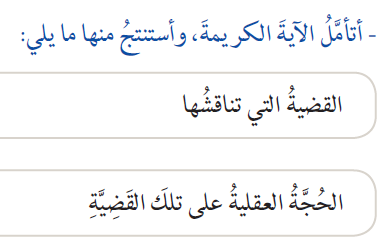 - أتأمَّلُ الآيةَ الكريمةَ، وأستنتجُ منها ما يلي:
القضيةُ التي تناقشُها
الحُجَّةُ العقليةُ على تلكَ القَضِيَّةِ